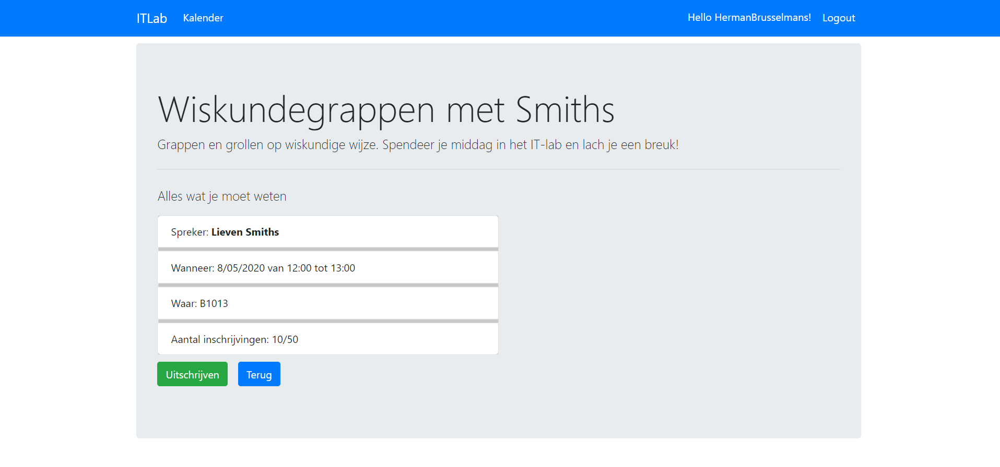 ITLab Kalender Hello HermanBrusselmans! Logout
Wiskundegrappen met Smiths
Grappen en grollen op wiskundige wijze. Spendeer je middag in het IT-lab en lach je een breuk!
Alles wat je moet weten
Spreker: Lieven Smiths
Wanneer: 8/05/2020 van 12:00 tot 13:00
Waar: B1013
Aantal inschrijvingen: 10/50
Uitschrijven Terug